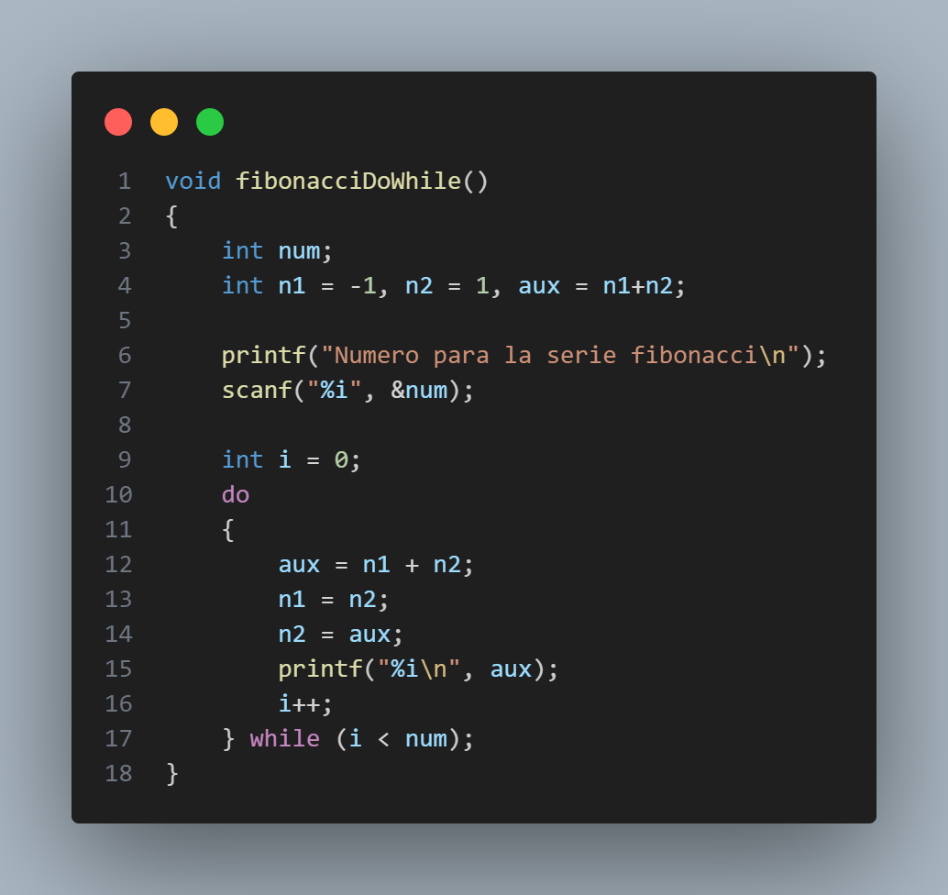 1 void fibonacciDoWhile()
2 {
3     int num;
4     int n1 = -1, n2 = 1, aux = n1+n2;
5
6     printf("Numero para la serie fibonacci\n");
7     scanf("%i", &num);
8
9     int i = 0;
10     do
11     {
12         aux = n1 + n2;
13         n1 = n2;
14         n2 = aux;
15         printf("%i\n", aux);
16         i++;
17     } while (i < num);
18 }